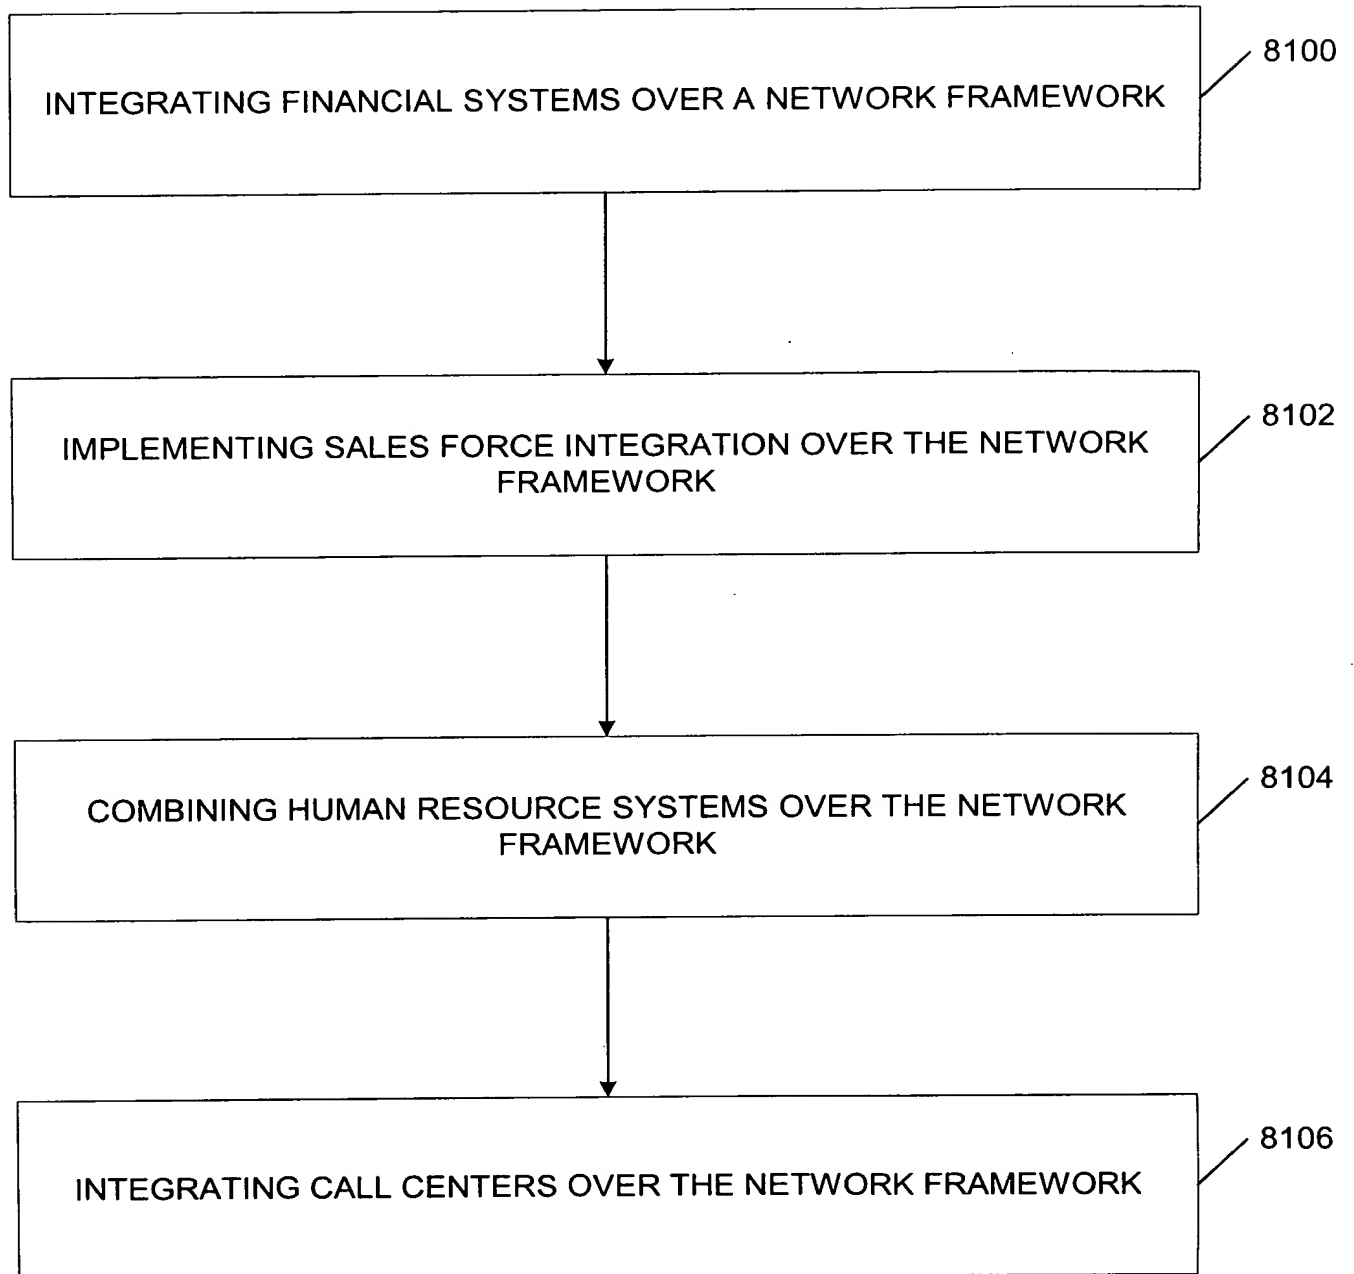 INTEGRATING FINANCIAL SYSTEMS OVER A NETWORK FRAMEWORK
8100
IMPLEMENTING SALES FORCE INTEGRATION OVER THE NETWORK
FRAMEWORK
8102
COMBINING HUMAN RESOURCE SYSTEMS OVER THE NETWORK
FRAMEWORK
8104
INTEGRATING CALL CENTERS OVER THE NETWORK FRAMEWORK
8106